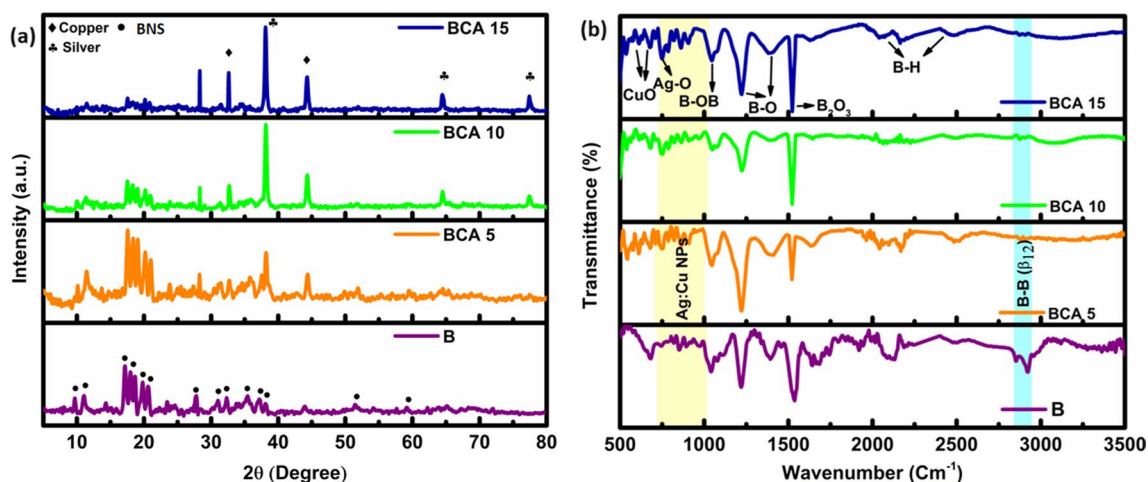 (a)
♦ Copper ● BNS
♣ Silver
BCA 15
BCA 10
BCA 5
B
Intensity (a.u.)
10 20 30 40 50 60 70 80
2θ (Degree)
(b)
B-H
CuO
Ag-O
B-OB
B-O
B₂O₃
BCA 15
BCA 10
BCA 5
B
Ag:Cu NPs
B-B (β₁₂)
Transmittance (%)
500 1000 1500 2000 2500 3000 3500
Wavenumber (Cm⁻¹)